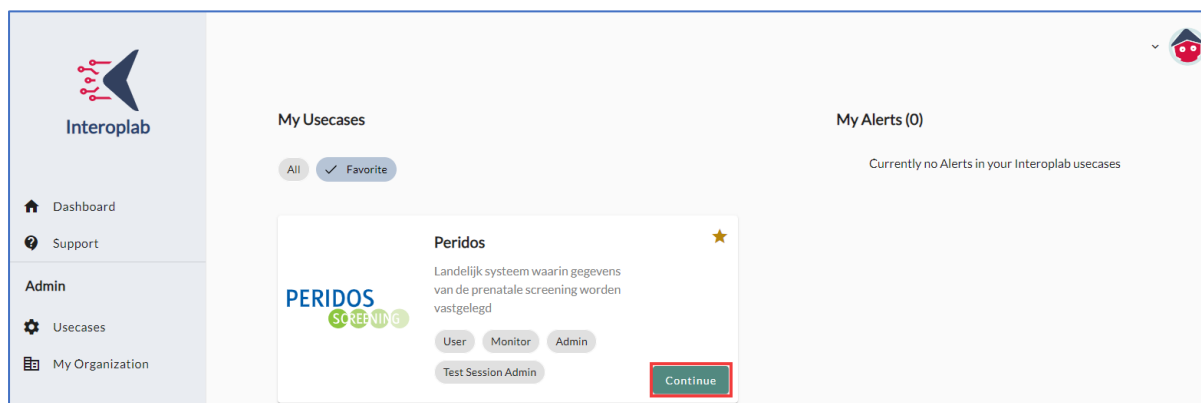 Interoplab
Dashboard
Support
Admin
Usecases
My Organization
My Usecases
All
Favorite
PERIDOS
SCREENING
Peridos
Landelijk systeem waarin gegevens
van de prenatale screening worden
vastgelegd
User
Monitor
Admin
Test Session Admin
Continue
My Alerts (0)
Currently no Alerts in your Interoplab usecases